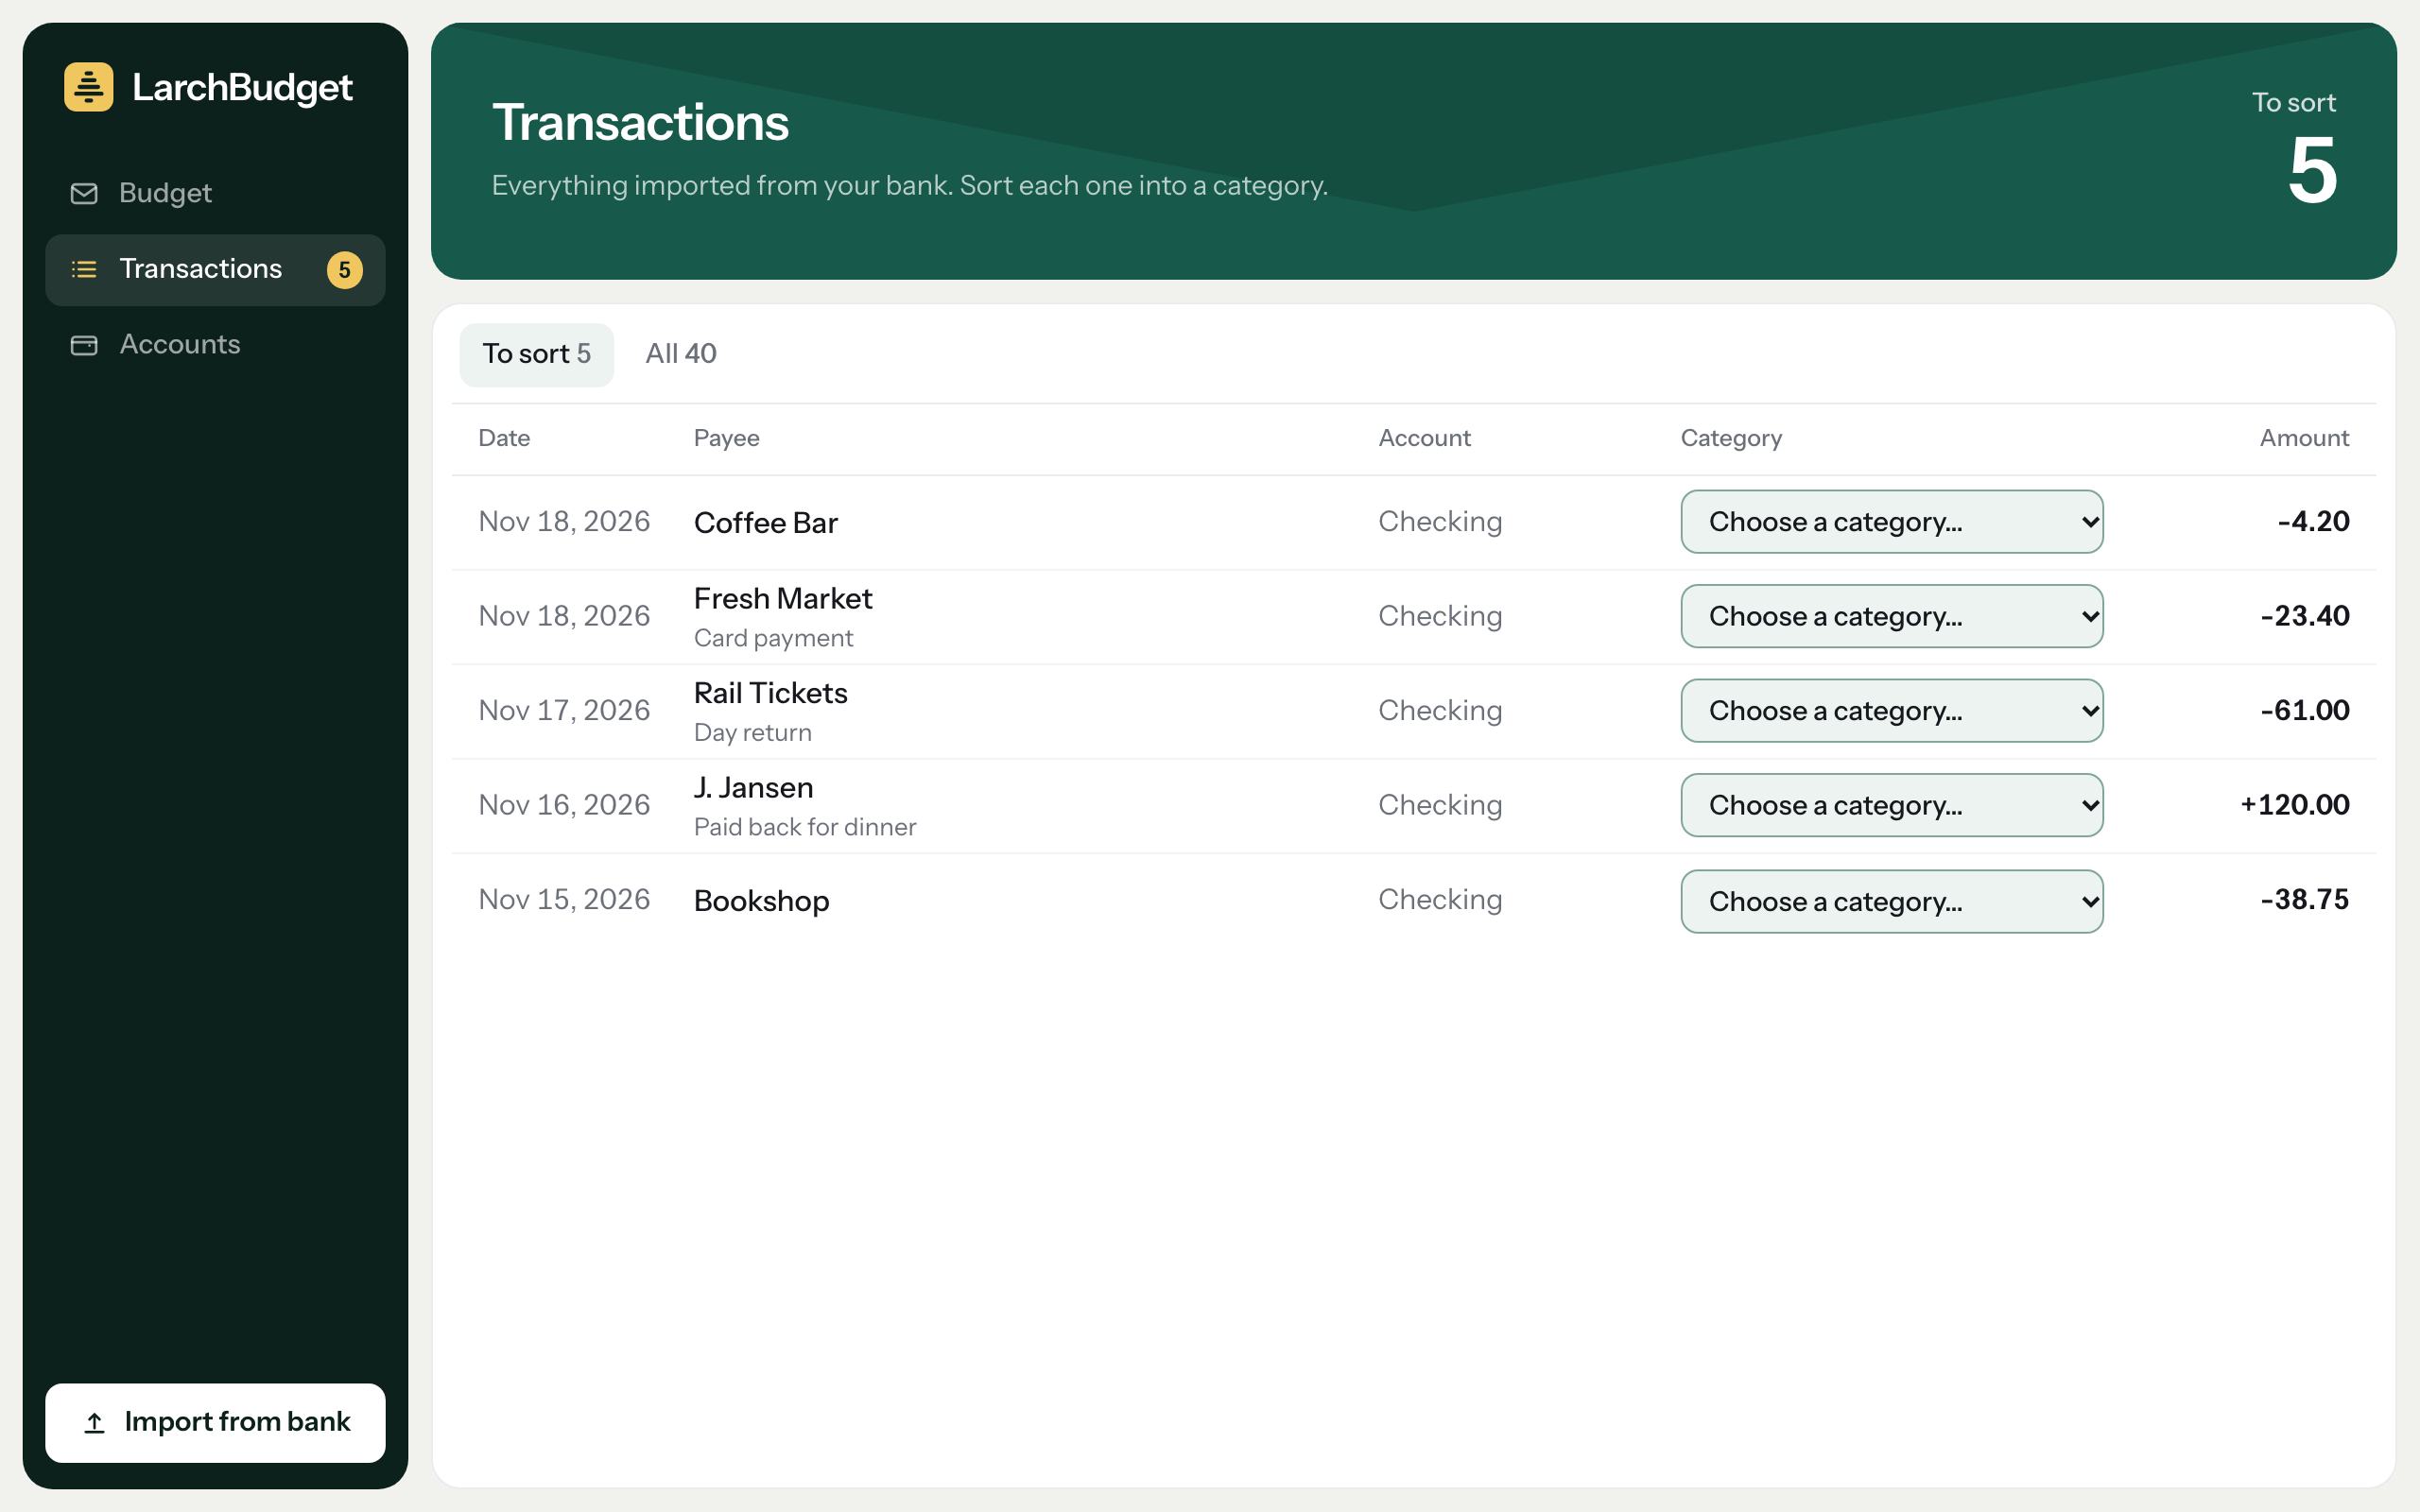 LarchBudget
Budget
Transactions 5
Accounts
Import from bank
Transactions
Everything imported from your bank. Sort each one into a category.
To sort
5
To sort 5 All 40
Date Payee Account Category Amount
Nov 18, 2026 Coffee Bar Checking Choose a category... -4.20
Nov 18, 2026 Fresh Market Checking Choose a category... -23.40
Card payment
Nov 17, 2026 Rail Tickets Checking Choose a category... -61.00
Day return
Nov 16, 2026 J. Jansen Checking Choose a category... +120.00
Paid back for dinner
Nov 15, 2026 Bookshop Checking Choose a category... -38.75